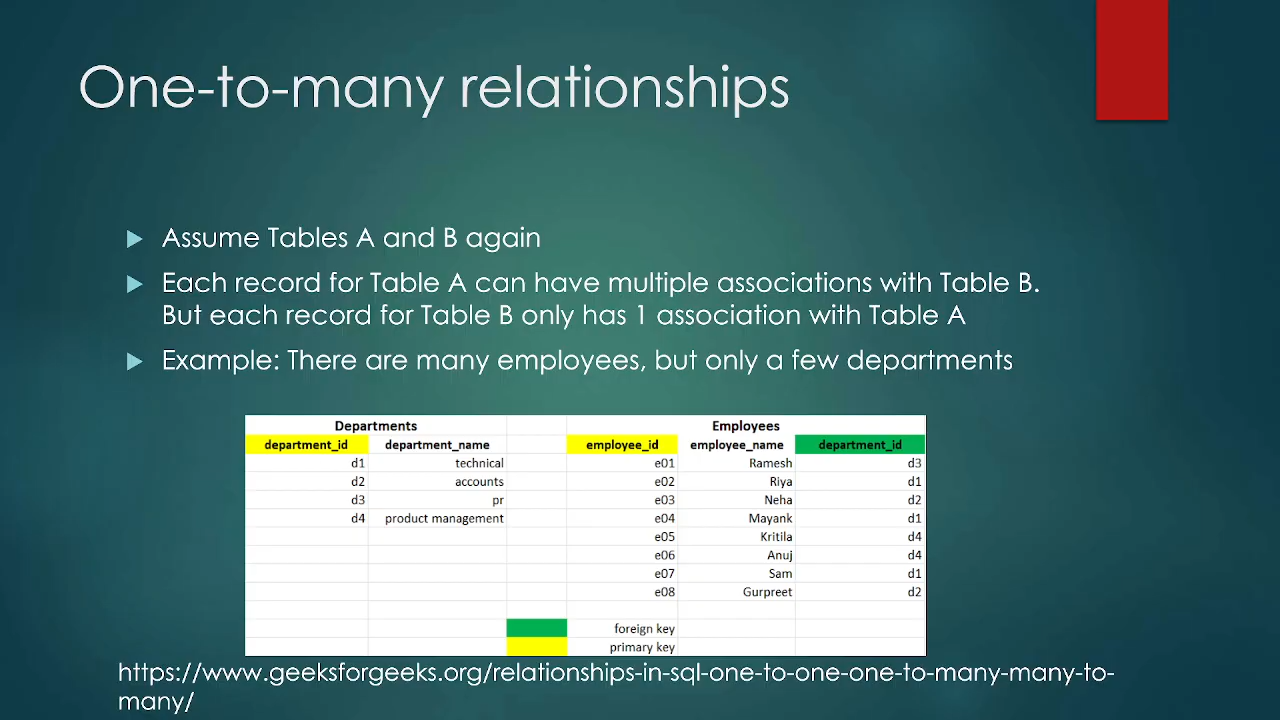 One-to-many relationships
Assume Tables A and B again
Each record for Table A can have multiple associations with Table B.
But each record for Table B only has 1 association with Table A
Example: There are many employees, but only a few departments
Departments Employees
department_id department_name employee_id employee_name department_id
d1 technical e01 Ramesh d3
d2 accounts e02 Riya d1
d3 pr e03 Neha d2
d4 product management e04 Mayank d1
e05 Kritila d4
e06 Anuj d4
e07 Sam d1
e08 Gurpreet d2
foreign key
primary key
https://www.geeksforgeeks.org/relationships-in-sql-one-to-one-one-to-many-many-to-
many/